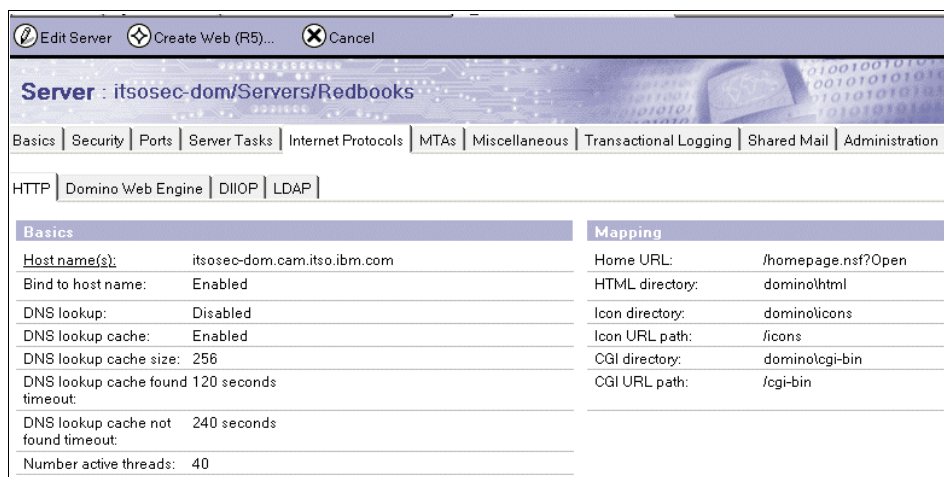 Edit Server Create Web (R5)... Cancel
Server : itsosec-dom/Servers/Redbooks
Basics Security Ports Server Tasks Internet Protocols MTAs Miscellaneous Transactional Logging Shared Mail Administration
HTTP Domino Web Engine DIIOP LDAP
Basics
Host name(s): itsosec-dom.cam.itso.ibm.com
Bind to host name: Enabled
DNS lookup: Disabled
DNS lookup cache: Enabled
DNS lookup cache size: 256
DNS lookup cache found 120 seconds
timeout:
DNS lookup cache not 240 seconds
found timeout:
Number active threads: 40
Mapping
Home URL: /homepage.nsf?Open
HTML directory: domino\html
Icon directory: domino\icons
Icon URL path: /icons
CGI directory: domino\cgi-bin
CGI URL path: /cgi-bin